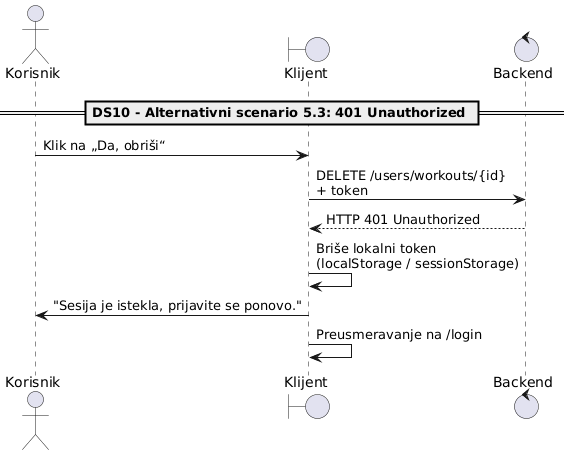 Korisnik Klijent Backend
DS10 - Alternativni scenario 5.3: 401 Unauthorized
Klik na „Da, obriši“
DELETE /users/workouts/{id}
+ token
HTTP 401 Unauthorized
Briše lokalni token
(localStorage / sessionStorage)
"Sesija je istekla, prijavite se ponovo."
Preusmeravanje na /login
Korisnik Klijent Backend